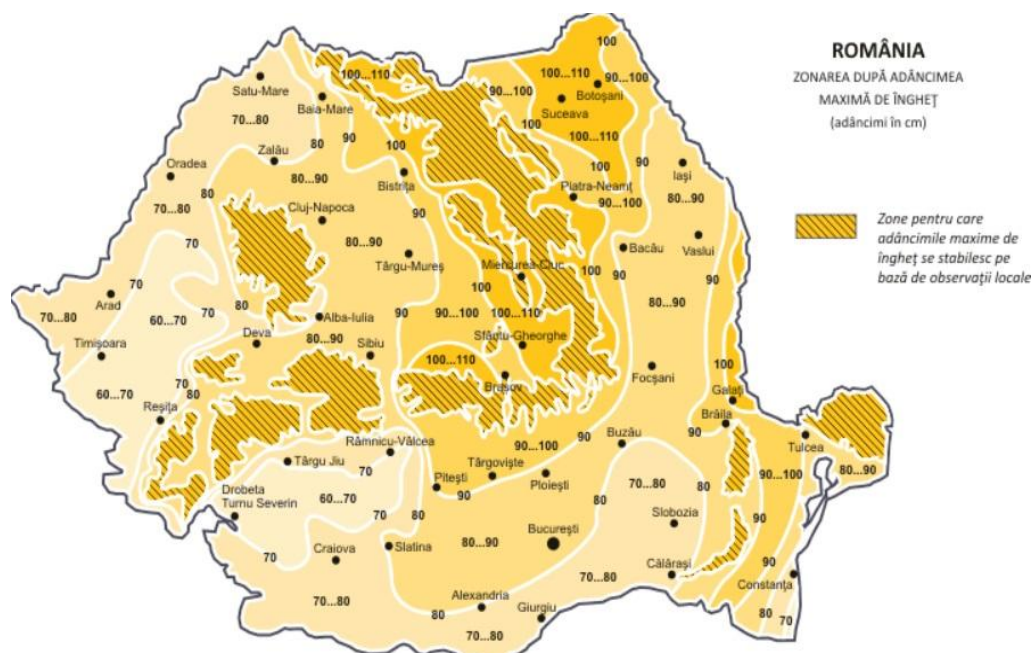 ROMÂNIA
ZONAREA DUPĂ ADÂNCIMEA
MAXIMĂ DE ÎNGHEŢ
(adâncimi în cm)
Zone pentru care
adâncimile maxime de
îngheţ se stabilesc pe
bază de observaţii locale
100
100...110
90...100
Satu-Mare
Baia-Mare
90...100
Botoşani
Suceava
70...80
90
100
100...110
80
100
Zalău
100
90
Iaşi
Oradea
80...90
Bistriţa
Piatra-Neamţ
80
80...90
70...80
90
90...100
Cluj-Napoca
70
80...90
Bacău
Vaslui
Târgu-Mureş
90
100
Miercurea-Ciuc
90
70
100
Arad
80
80...90
70...80
60...70
70
Alba-Iulia
90
90...100
100...110
Timişoara
Deva
80...90
Sfântu-Gheorghe
Sibiu
100...110
100
70
Focşani
60...70
80
Braşov
Galaţi
Reşiţa
Brăila
90
Râmnicu-Vâlcea
90
Buzău
Tulcea
90...100
Târgu Jiu
70
Târgovişte
80...90
Piteşti
Ploieşti
90...100
70...80
80
Drobeta
Turnu Severin
60...70
90
80
70
80
Slobozia
90
Bucureşti
Craiova
Slatina
80...90
70
Călăraşi
90
70...80
Constanţa
70...80
Alexandria
80
Giurgiu
80
70
70...80